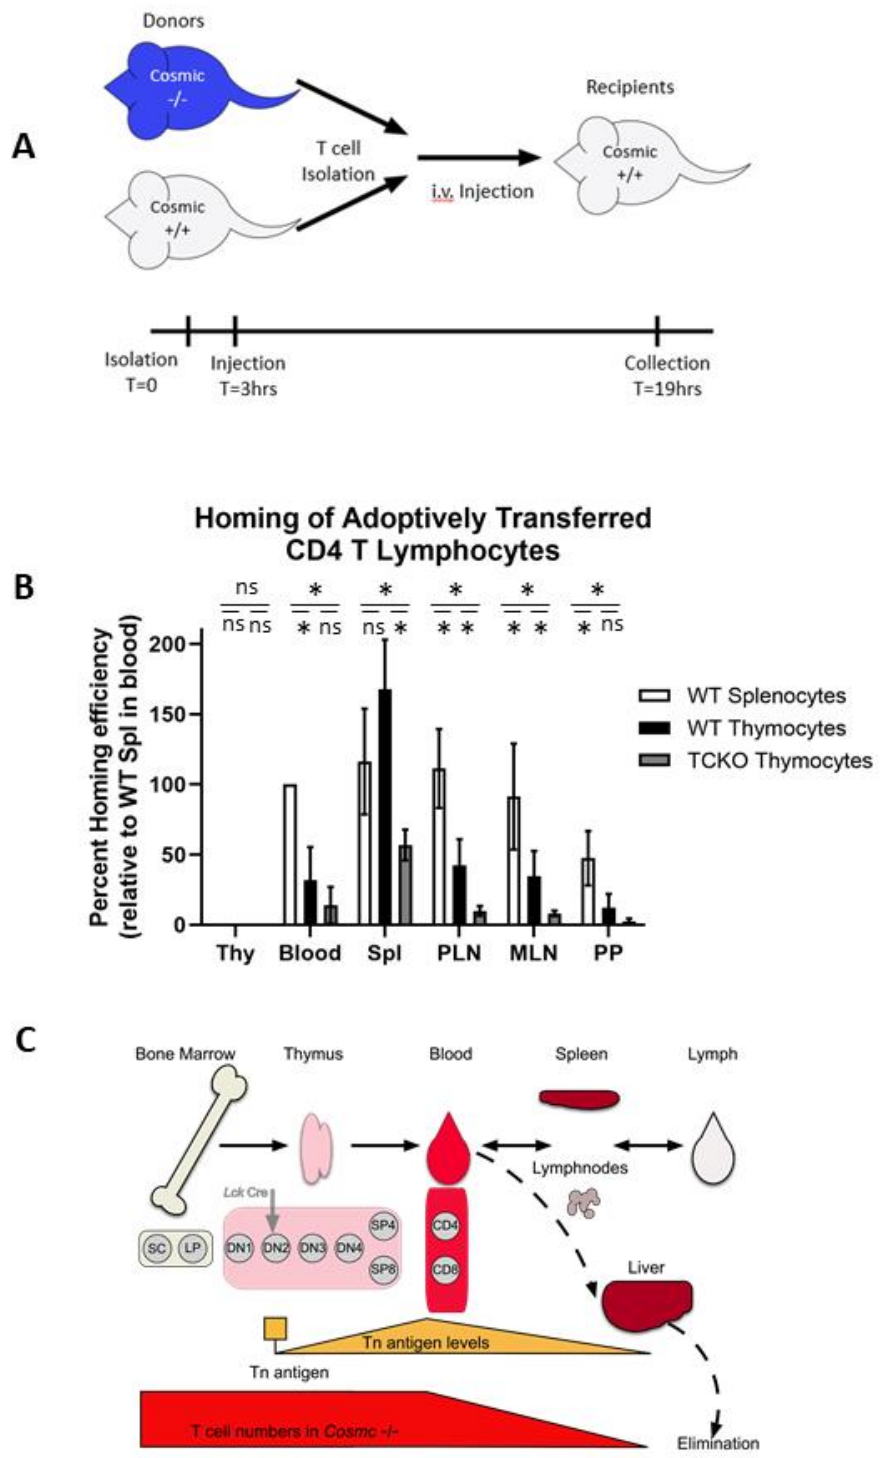 Donors
Cosmic
-/-
A
T cell
Isolation
i.v. Injection
Recipients
Cosmic
+/+
Cosmic
+/+
Isolation
T=0
Injection
T=3hrs
Collection
T=19hrs
Homing of Adoptively Transferred
CD4 T Lymphocytes
B
ns * * * * *
ns ns * ns ns * * * * * * ns
Percent Homing efficiency
(relative to WT Spl in blood)
200
150
100
50
0
Thy Blood Spl PLN MLN PP
WT Splenocytes
WT Thymocytes
TCKO Thymocytes
C
Bone Marrow Thymus Blood Spleen Lymph
Lymphnodes
Lck Cre
SC LP DN1 DN2 DN3 DN4 SP4 CD4
SP8 CD8
Liver
Tn antigen levels
Tn antigen
T cell numbers in Cosmc -/-
Elimination